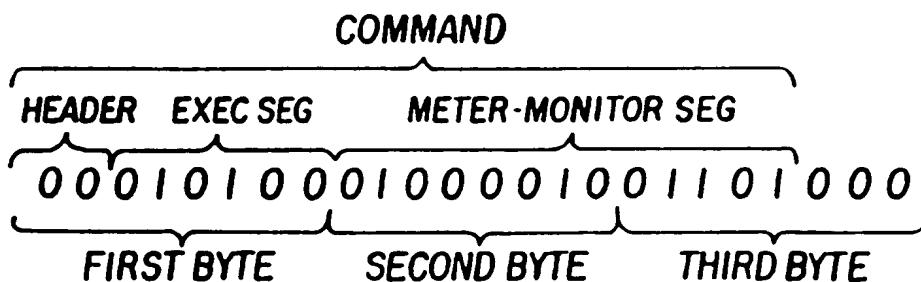 COMMAND
HEADER EXEC SEG METER-MONITOR SEG
0 0 0 1 0 1 0 0 0 1 0 0 0 0 1 0 0 1 1 0 1 0 0 0
FIRST BYTE SECOND BYTE THIRD BYTE